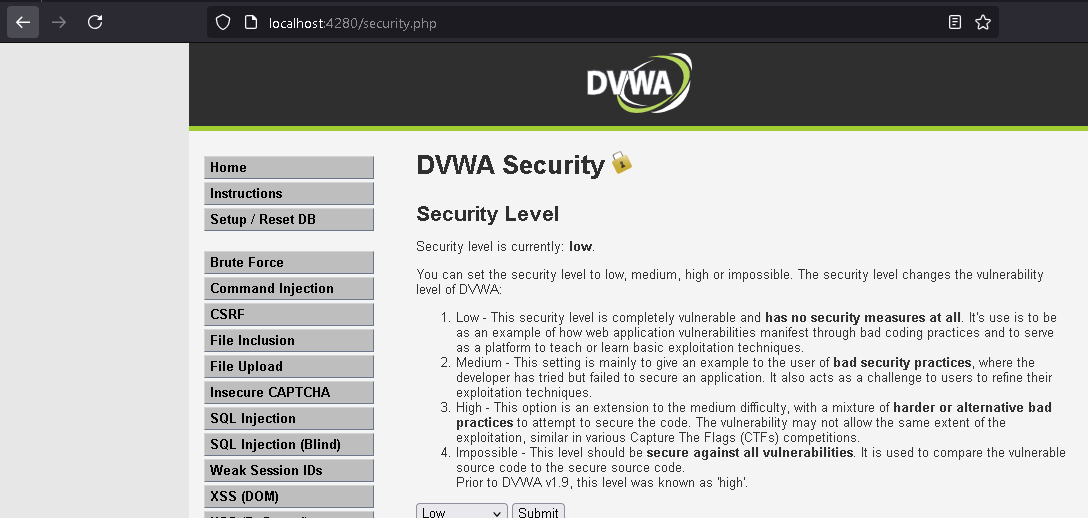 localhost:4280/security.php
DVWA
Home
Instructions
Setup / Reset DB
Brute Force
Command Injection
CSRF
File Inclusion
File Upload
Insecure CAPTCHA
SQL Injection
SQL Injection (Blind)
Weak Session IDs
XSS (DOM)
DVWA Security
Security Level
Security level is currently: low.
You can set the security level to low, medium, high or impossible. The security level changes the vulnerability
level of DVWA:
1. Low - This security level is completely vulnerable and has no security measures at all. It's use is to be
as an example of how web application vulnerabilities manifest through bad coding practices and to serve
as a platform to teach or learn basic exploitation techniques.
2. Medium - This setting is mainly to give an example to the user of bad security practices, where the
developer has tried but failed to secure an application. It also acts as a challenge to users to refine their
exploitation techniques.
3. High - This option is an extension to the medium difficulty, with a mixture of harder or alternative bad
practices to attempt to secure the code. The vulnerability may not allow the same extent of the
exploitation, similar in various Capture The Flags (CTFs) competitions.
4. Impossible - This level should be secure against all vulnerabilities. It is used to compare the vulnerable
source code to the secure source code.
Prior to DVWA v1.9, this level was known as 'high'.
Low
Submit